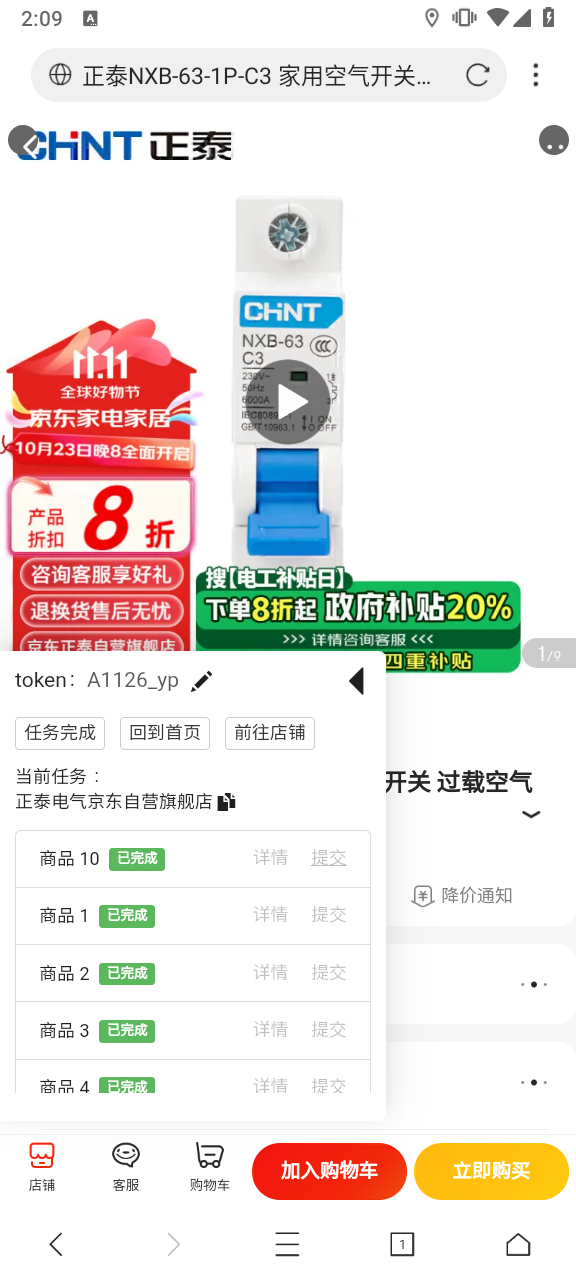 2:09
A
正泰NXB-63-1P-C3 家用空气开关...
CHNT 正泰
CHNT
NXB-63
C3
230V~
50Hz
6000A
11.11
全球好物节
京东家电家居
10月23日晚8全面开启
产品
折扣
8折
咨询客服享好礼
退换货售后无忧
京东正泰自营旗舰店
搜【电工补贴日】
下单8折起 政府补贴20%
>>> 详情咨询客服 <<<
四重补贴
1/9
token: A1126_yp
任务完成 回到首页 前往店铺
当前任务：
正泰电气京东自营旗舰店
开关 过载空气
降价通知
商品 10 已完成 详情 提交
商品 1 已完成 详情 提交
商品 2 已完成 详情 提交
商品 3 已完成 详情 提交
商品 4 已完成 详情 提交
店铺 客服 购物车 加入购物车 立即购买
1